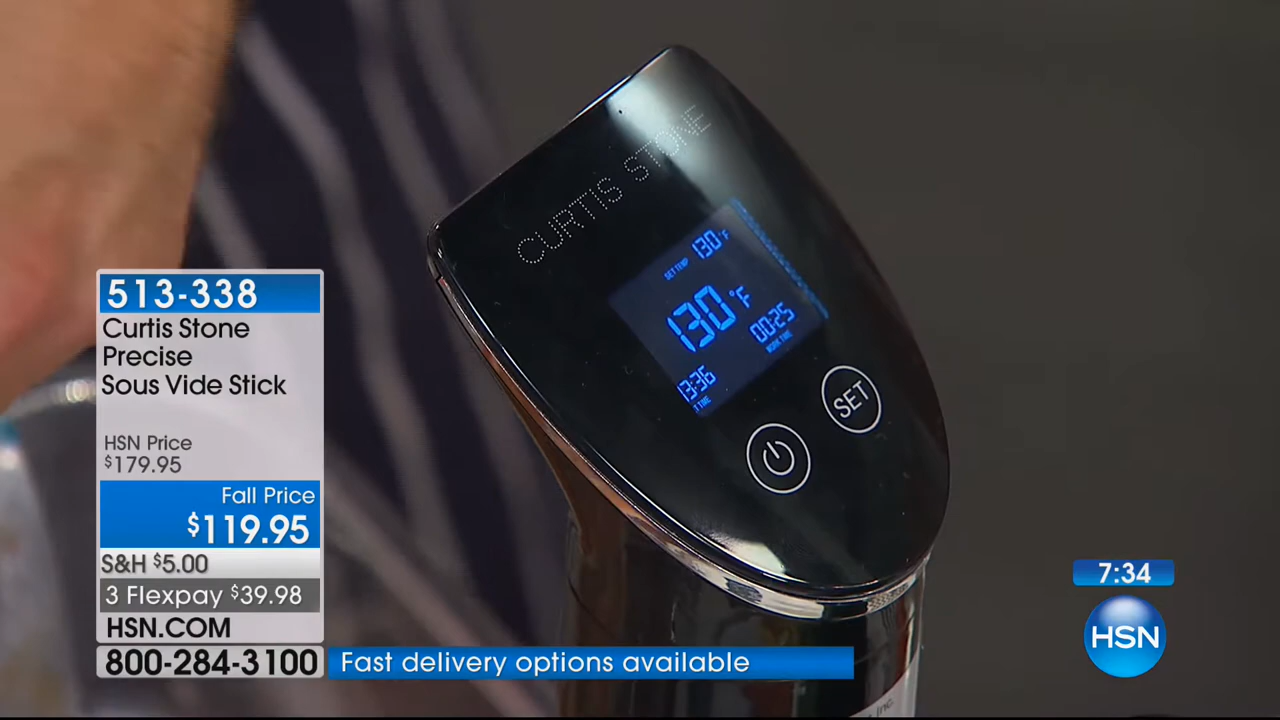 CURTIS STONE
SET TEMP 130°F
130°F
00:25
WORK TIME
13:36
SET
513-338
Curtis Stone
Precise
Sous Vide Stick
HSN Price
$179.95
Fall Price
$119.95
S&H $5.00
3 Flexpay $39.98
HSN.COM
800-284-3100
Fast delivery options available
7:34
HSN